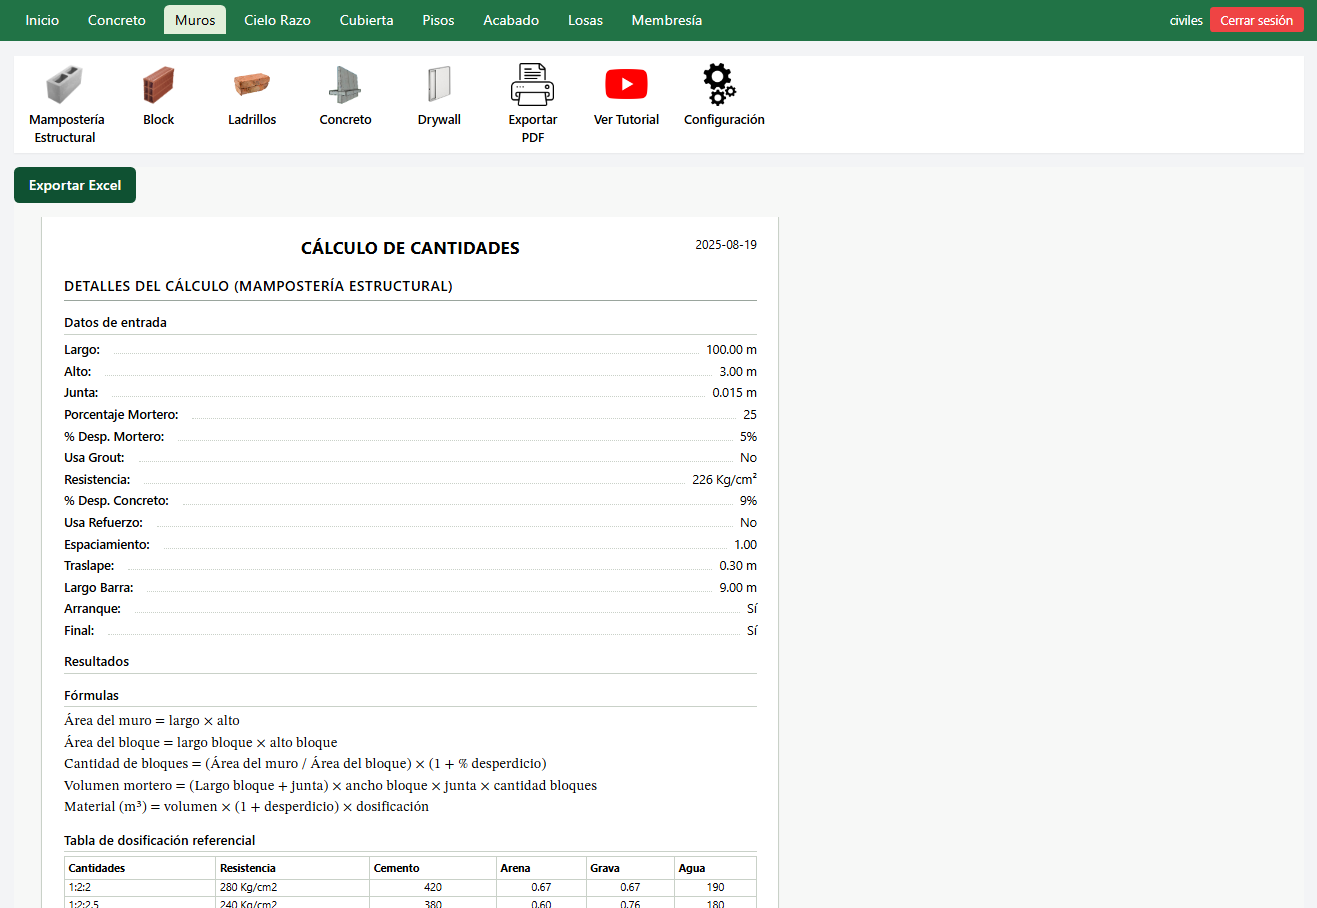 Inicio Concreto Muros Cielo Razo Cubierta Pisos Acabado Losas Membresía civiles Cerrar sesión
Mampostería Estructural
Block
Ladrillos
Concreto
Drywall
Exportar PDF
Ver Tutorial
Configuración
Exportar Excel
CÁLCULO DE CANTIDADES
2025-08-19
DETALLES DEL CÁLCULO (MAMPOSTERÍA ESTRUCTURAL)
Datos de entrada
Largo: 100.00 m
Alto: 3.00 m
Junta: 0.015 m
Porcentaje Mortero: 25
% Desp. Mortero: 5%
Usa Grout: No
Resistencia: 226 Kg/cm²
% Desp. Concreto: 9%
Usa Refuerzo: No
Espaciamiento: 1.00
Traslape: 0.30 m
Largo Barra: 9.00 m
Arranque: Sí
Final: Sí
Resultados
Fórmulas
Área del muro = largo × alto
Área del bloque = largo bloque × alto bloque
Cantidad de bloques = (Área del muro / Área del bloque) × (1 + % desperdicio)
Volumen mortero = (Largo bloque + junta) × ancho bloque × junta × cantidad bloques
Material (m³) = volumen × (1 + desperdicio) × dosificación
Tabla de dosificación referencial
Cantidades Resistencia Cemento Arena Grava Agua
1:2:2 280 Kg/cm2 420 0.67 0.67 190
1:2:2.5 240 Kg/cm2 380 0.60 0.76 180